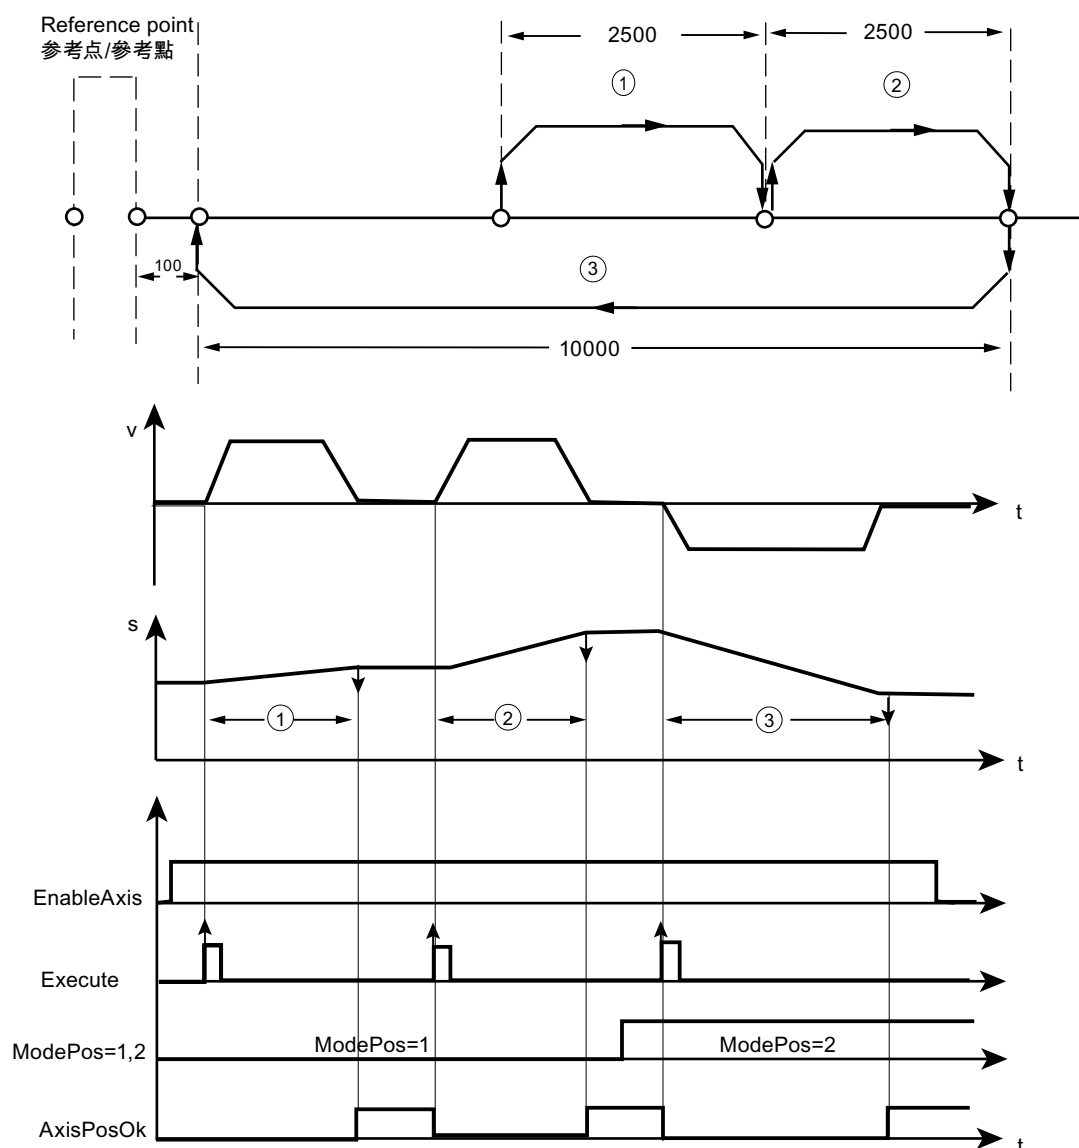 Reference point
参考点/參考點
2500
2500
①
②
100
③
10000
v
t
s
①
②
③
t
EnableAxis
Execute
ModePos=1,2
ModePos=1
ModePos=2
AxisPosOk
t